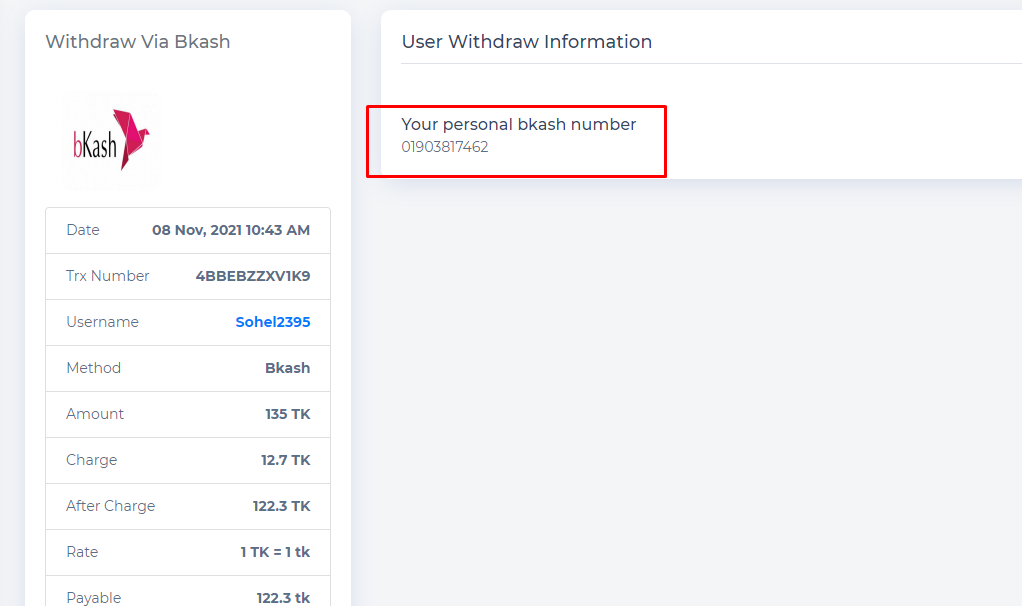 Withdraw Via Bkash
bKash
Date 08 Nov, 2021 10:43 AM
Trx Number 4BBEBZZXV1K9
Username Sohel2395
Method Bkash
Amount 135 TK
Charge 12.7 TK
After Charge 122.3 TK
Rate 1 TK = 1 tk
Payable 122.3 tk
User Withdraw Information
Your personal bkash number
01903817462